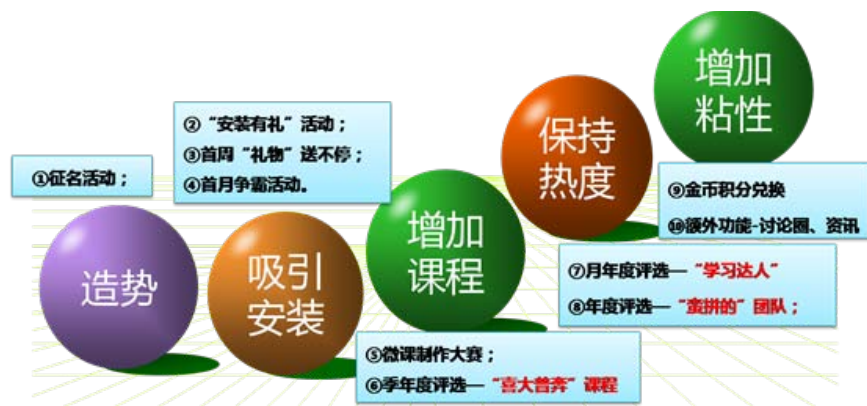 造势
①征名活动；
吸引
安装
②“安装有礼”活动；
③首周“礼物”送不停；
④首月争霸活动。
增加
课程
⑤微课制作大赛；
⑥季年度评选—“喜大普奔”课程
保持
热度
⑦月年度评选—“学习达人”
⑧年度评选—“蛮拼的”团队；
增加
粘性
⑨金币积分兑换
⑩额外功能-讨论圈、资讯